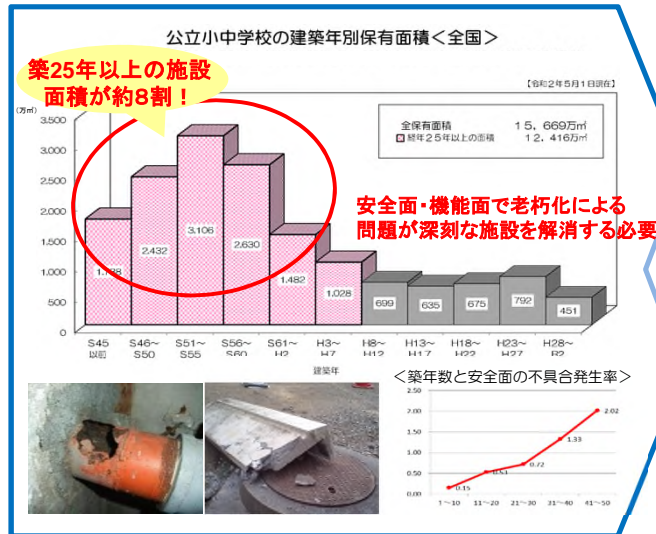 公立小中学校の建築年別保有面積＜全国＞
築25年以上の施設
面積が約8割！
【令和2年5月1日現在】
(万㎡)
全保有面積 １５，６６９万㎡
経年２５年以上の面積 １２，４１６万㎡
3,500
3,000
2,500
2,000
1,500
1,000
500
0
安全面・機能面で老朽化による
問題が深刻な施設を解消する必要
2,432
3,106
2,630
1,482
1,028
699
635
675
792
451
S45
以前
S46～
S50
S51～
S55
S56～
S60
S61～
H2
H3～
H7
H8～
H12
H13～
H17
H18～
H22
H23～
H27
H28～
R2
建築年
＜築年数と安全面の不具合発生率＞
2.50
2.00
1.50
1.00
0.50
0.00
0.15
0.53
0.72
1.33
2.02
1～10
11～20
21～30
31～40
41～50